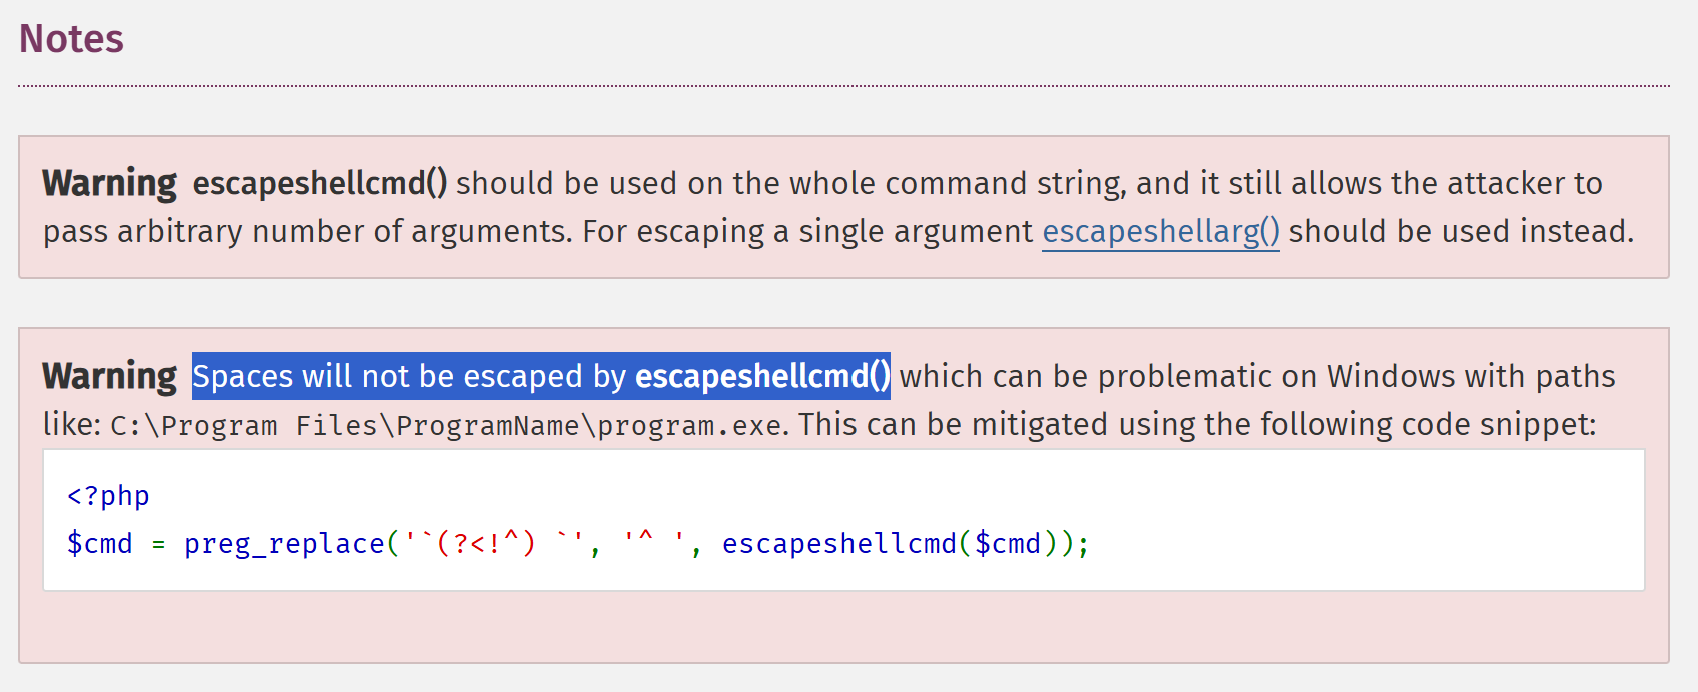 Notes
Warning escapeshellcmd() should be used on the whole command string, and it still allows the attacker to
pass arbitrary number of arguments. For escaping a single argument escapeshellarg() should be used instead.
Warning Spaces will not be escaped by escapeshellcmd() which can be problematic on Windows with paths
like: C:\Program Files\ProgramName\program.exe. This can be mitigated using the following code snippet:
<?php
$cmd = preg_replace('`(?<!^) `', '^ ', escapeshellcmd($cmd));